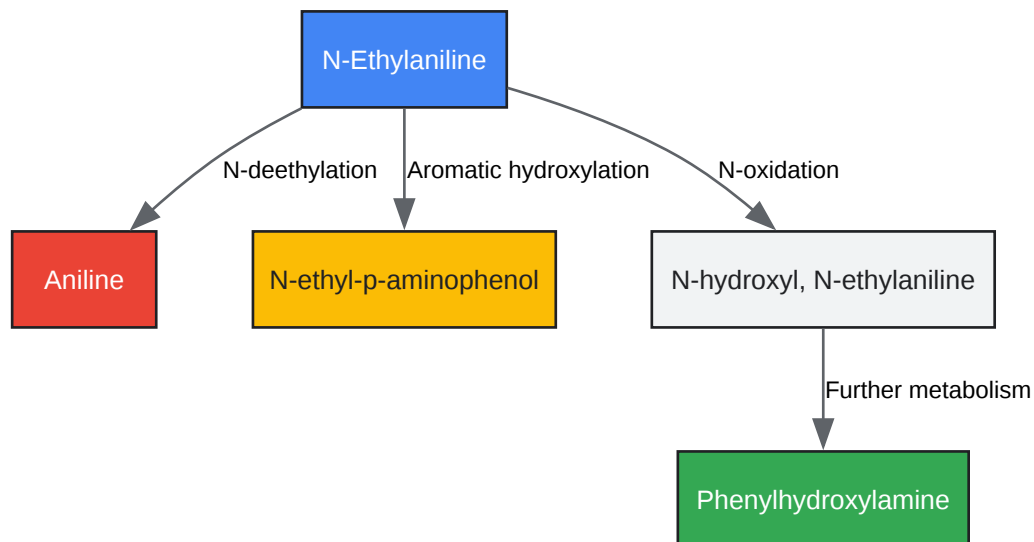 N-Ethylaniline
N-deethylation
Aromatic hydroxylation
N-oxidation
Aniline
N-ethyl-p-aminophenol
N-hydroxyl, N-ethylaniline
Further metabolism
Phenylhydroxylamine